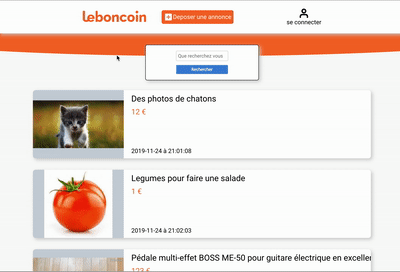 leboncoin
Deposer une annonce
se connecter
Que recherchez vous
Rechercher
Des photos de chatons
12 €
2019-11-24 à 21:01:08
Legumes pour faire une salade
1 €
2019-11-24 à 21:02:03
Pédale multi-effet BOSS ME-50 pour guitare électrique en excellen
123 €